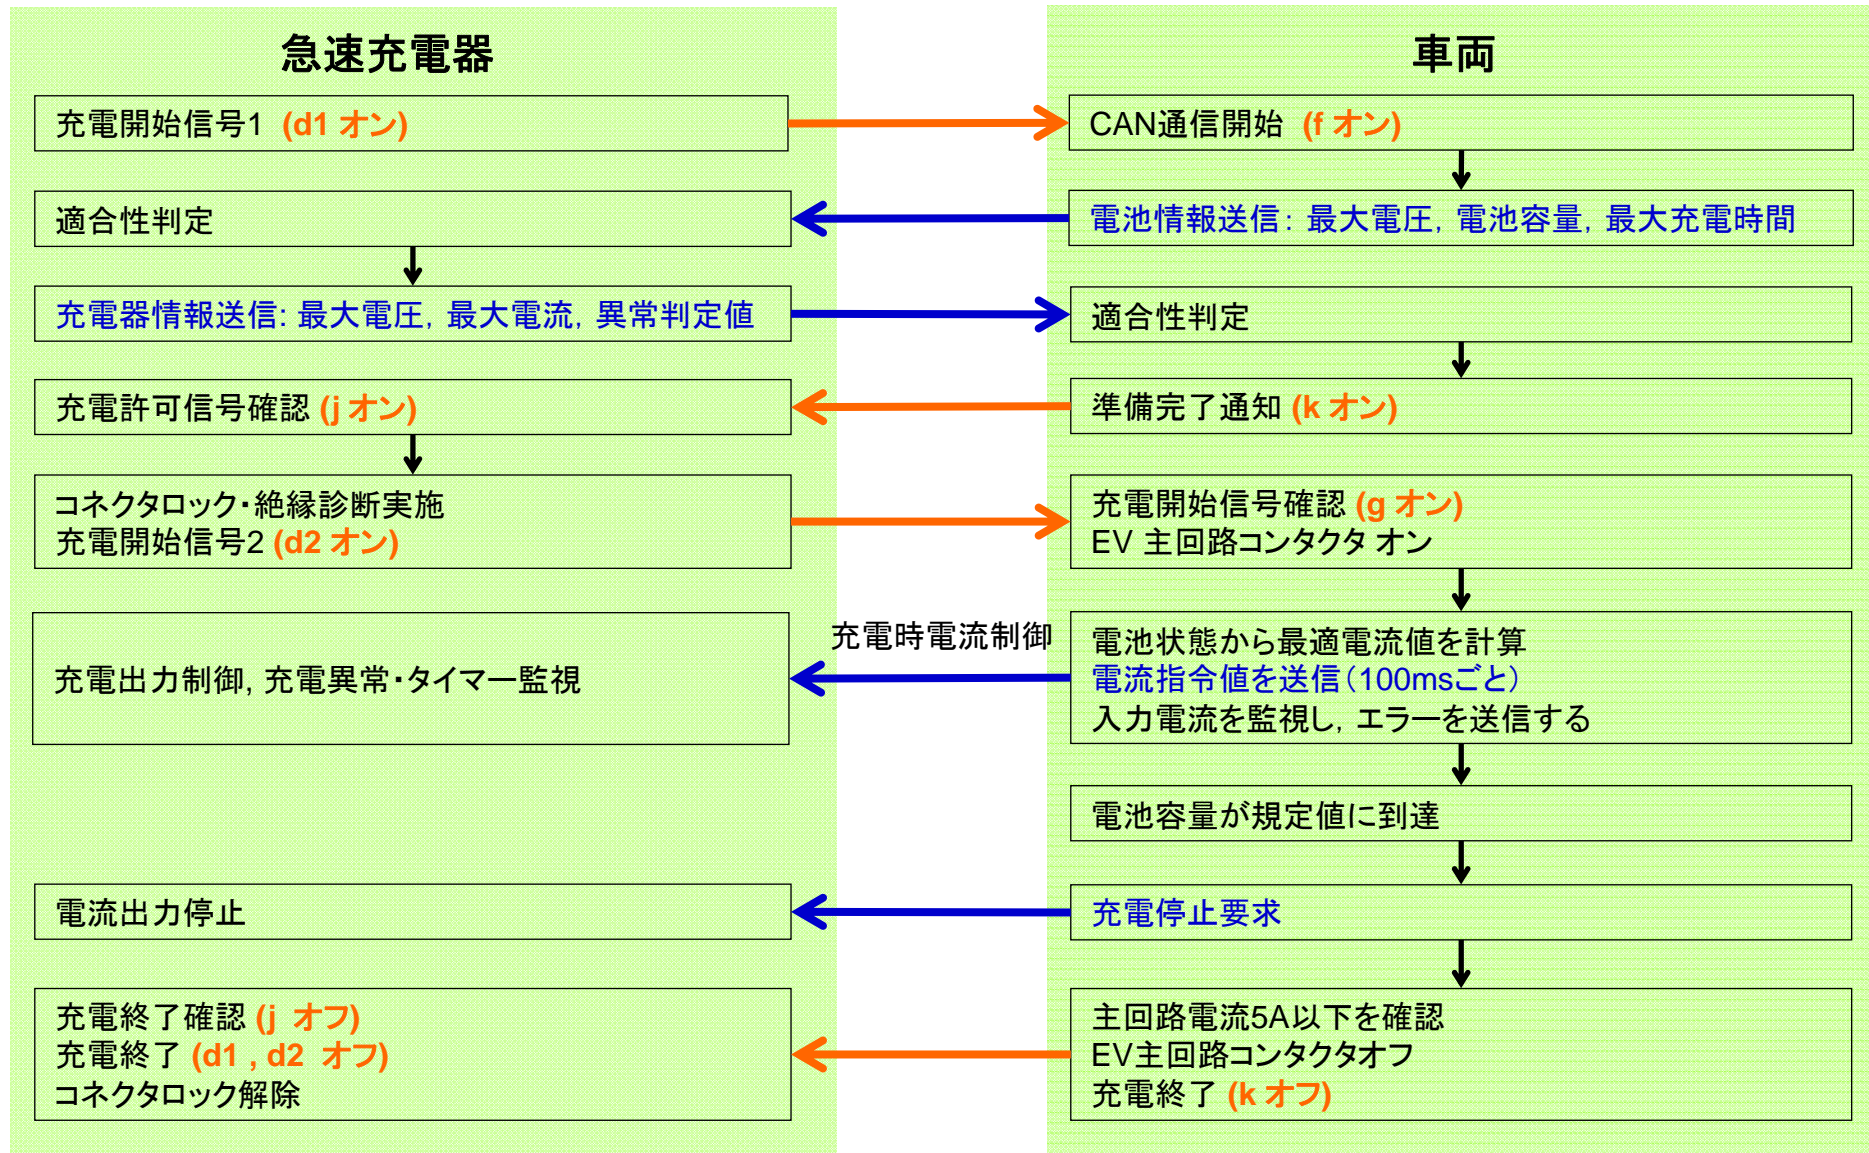 急速充電器
車両
充電開始信号1 (d1 オン)
CAN通信開始 (f オン)
適合性判定
電池情報送信: 最大電圧, 電池容量, 最大充電時間
充電器情報送信: 最大電圧, 最大電流, 異常判定値
適合性判定
充電許可信号確認 (j オン)
準備完了通知 (k オン)
コネクタロック・絶縁診断実施
充電開始信号2 (d2 オン)
充電開始信号確認 (g オン)
EV 主回路コンタクタ オン
充電時電流制御
充電出力制御, 充電異常・タイマー監視
電池状態から最適電流値を計算
電流指令値を送信（100msごと）
入力電流を監視し, エラーを送信する
電池容量が規定値に到達
電流出力停止
充電停止要求
充電終了確認 (j オフ)
充電終了 (d1 , d2 オフ)
コネクタロック解除
主回路電流5A以下を確認
EV主回路コンタクタオフ
充電終了 (k オフ)